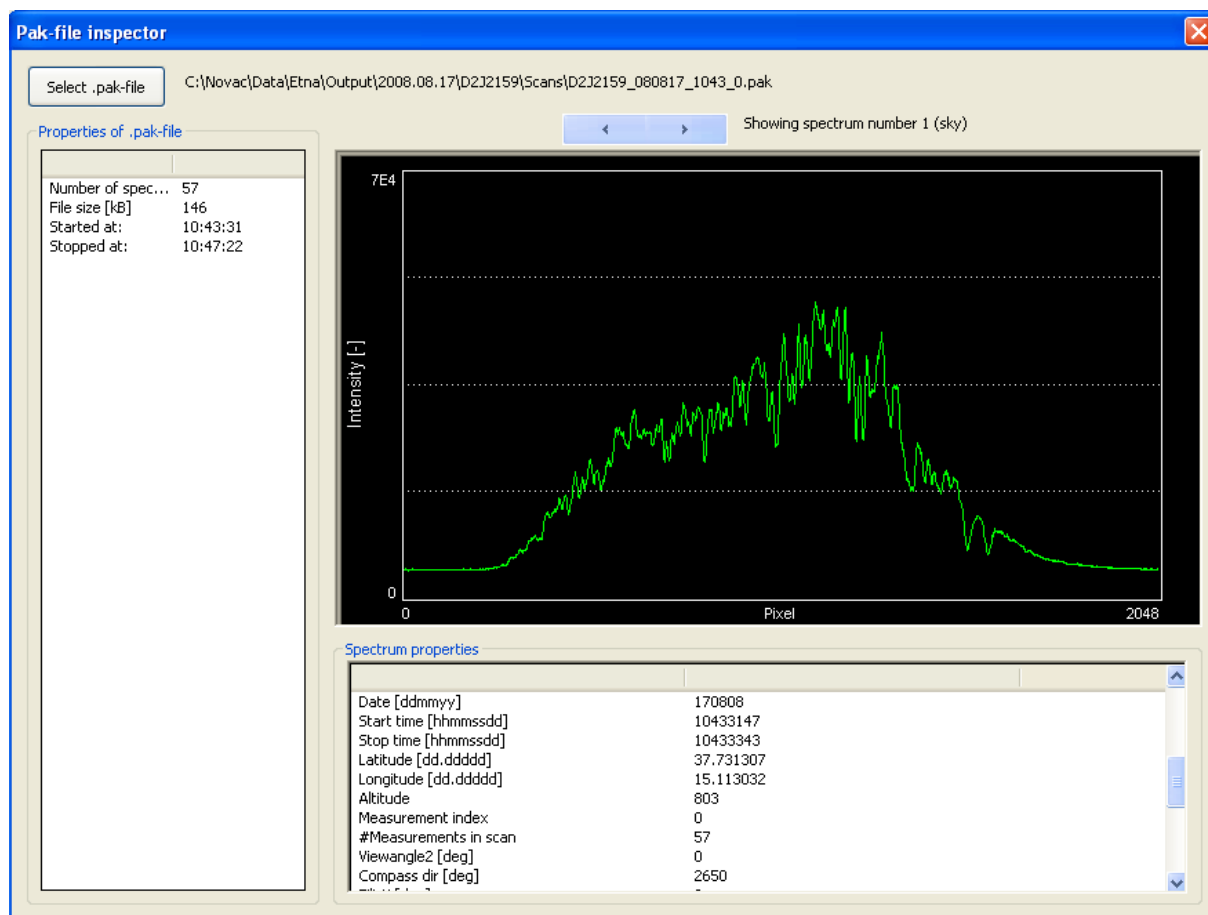 Pak-file inspector
Select .pak-file
C:\Novac\Data\Etna\Output\2008.08.17\D2J2159\Scans\D2J2159_080817_1043_0.pak
Showing spectrum number 1 (sky)
Properties of .pak-file
Number of spec... 57
File size [kB] 146
Started at: 10:43:31
Stopped at: 10:47:22
7E4
Intensity [-]
0
0 Pixel 2048
Spectrum properties
Date [ddmmyy] 170808
Start time [hhmmssdd] 10433147
Stop time [hhmmssdd] 10433343
Latitude [dd.ddddd] 37.731307
Longitude [dd.ddddd] 15.113032
Altitude 803
Measurement index 0
#Measurements in scan 57
Viewangle2 [deg] 0
Compass dir [deg] 2650